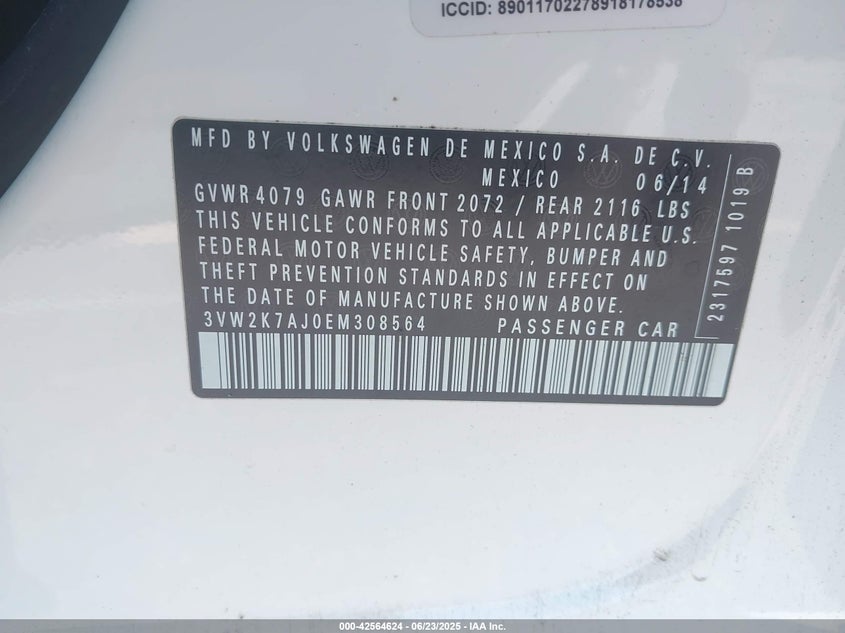 ICCID: 89011702278918178538
MFD BY VOLKSWAGEN DE MEXICO S.A. DE C.V.
MEXICO 06/14
GVWR 4079 GAWR FRONT 2072 / REAR 2116 LBS
THIS VEHICLE CONFORMS TO ALL APPLICABLE U.S.
FEDERAL MOTOR VEHICLE SAFETY, BUMPER AND
THEFT PREVENTION STANDARDS IN EFFECT ON
THE DATE OF MANUFACTURE SHOWN ABOVE.
3VW2K7AJ0EM308564 PASSENGER CAR
2317597 1019 B
000-42564624 - 06/23/2025 - IAA Inc.